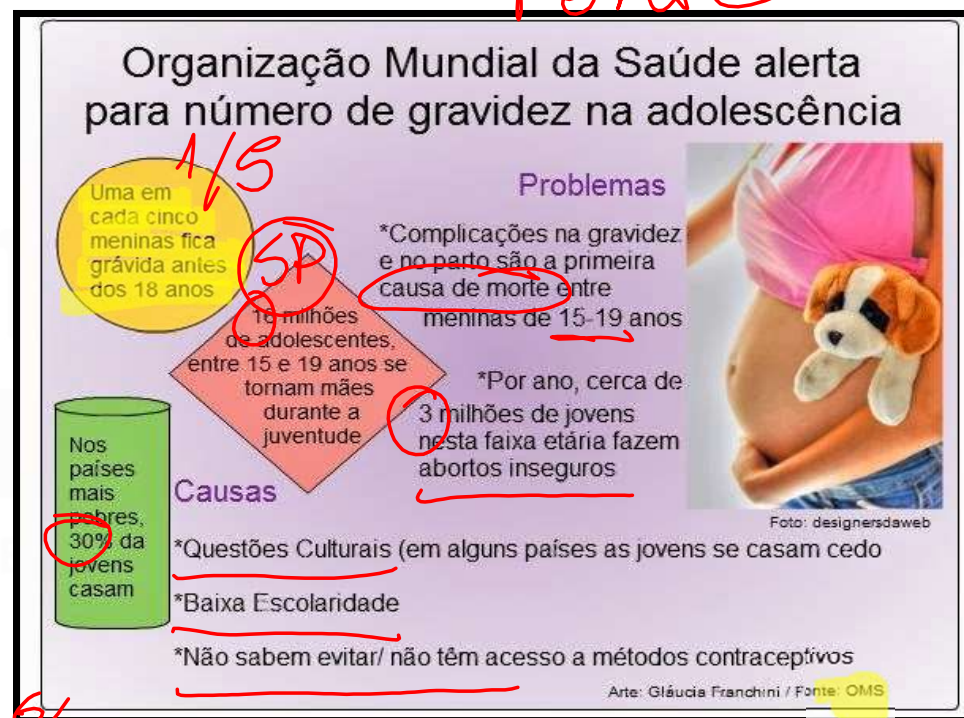 Organização Mundial da Saúde alerta
para número de gravidez na adolescência
1/5
Uma em
cada cinco
meninas fica
grávida antes
dos 18 anos
SP
16 milhões
de adolescentes,
entre 15 e 19 anos se
tornam mães
durante a
juventude
Nos
países
mais
pobres,
30% da
jovens
casam
Problemas
*Complicações na gravidez
e no parto são a primeira
causa de morte entre
meninas de 15-19 anos
*Por ano, cerca de
3 milhões de jovens
nesta faixa etária fazem
abortos inseguros
Foto: designersdaweb
Causas
*Questões Culturais (em alguns países as jovens se casam cedo
*Baixa Escolaridade
*Não sabem evitar/ não têm acesso a métodos contraceptivos
Arte: Gláucia Franchini / Fonte: OMS